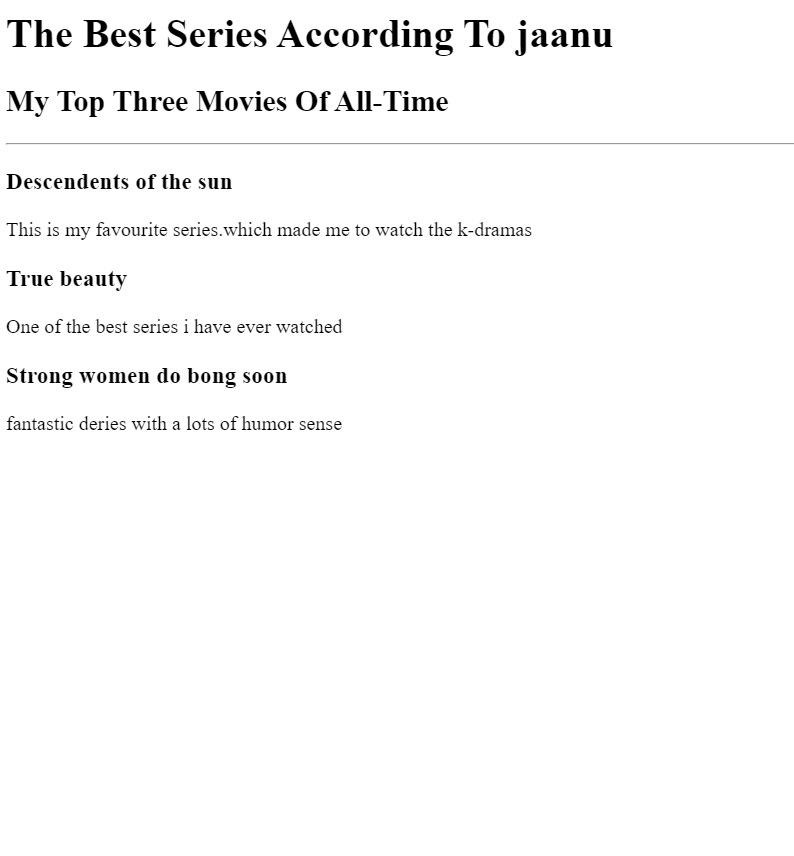 The Best Series According To jaanu
My Top Three Movies Of All-Time
Descendents of the sun
This is my favourite series.which made me to watch the k-dramas
True beauty
One of the best series i have ever watched
Strong women do bong soon
fantastic deries with a lots of humor sense